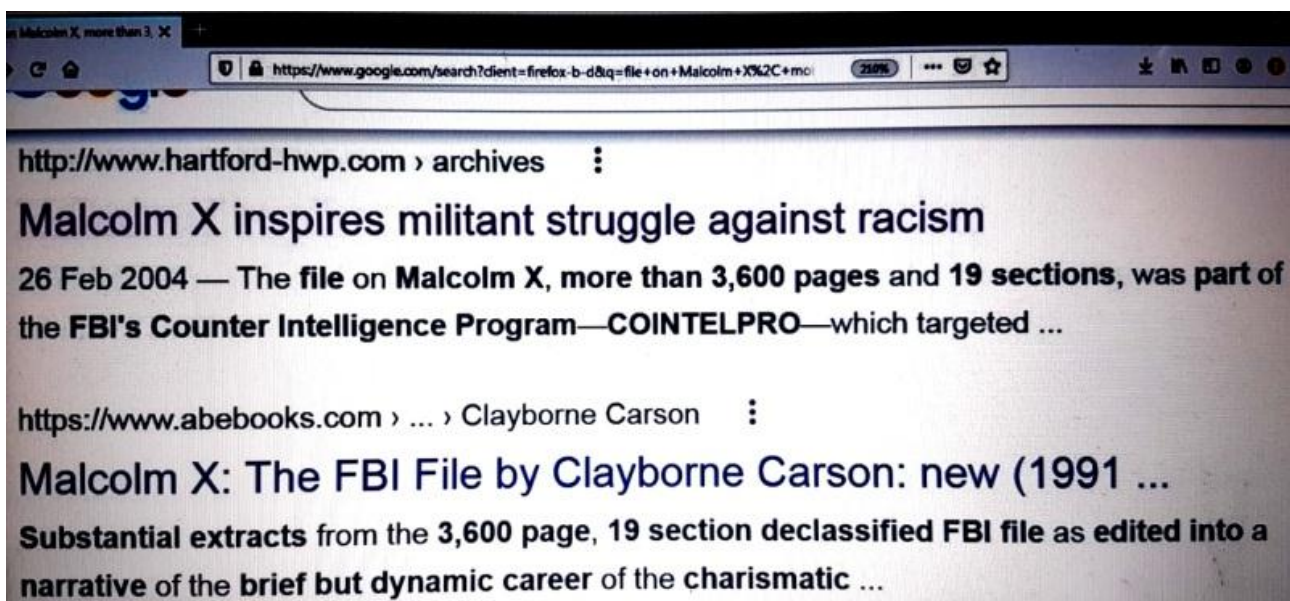 Malcolm X, more than 3, X
https://www.google.com/search?client=firefox-b-d&q=file+on+Malcolm+X%2C+mo
210%
http://www.hartford-hwp.com › archives
Malcolm X inspires militant struggle against racism
26 Feb 2004 — The file on Malcolm X, more than 3,600 pages and 19 sections, was part of
the FBI's Counter Intelligence Program—COINTELPRO—which targeted ...
https://www.abebooks.com › ... › Clayborne Carson
Malcolm X: The FBI File by Clayborne Carson: new (1991 ...
Substantial extracts from the 3,600 page, 19 section declassified FBI file as edited into a
narrative of the brief but dynamic career of the charismatic ...